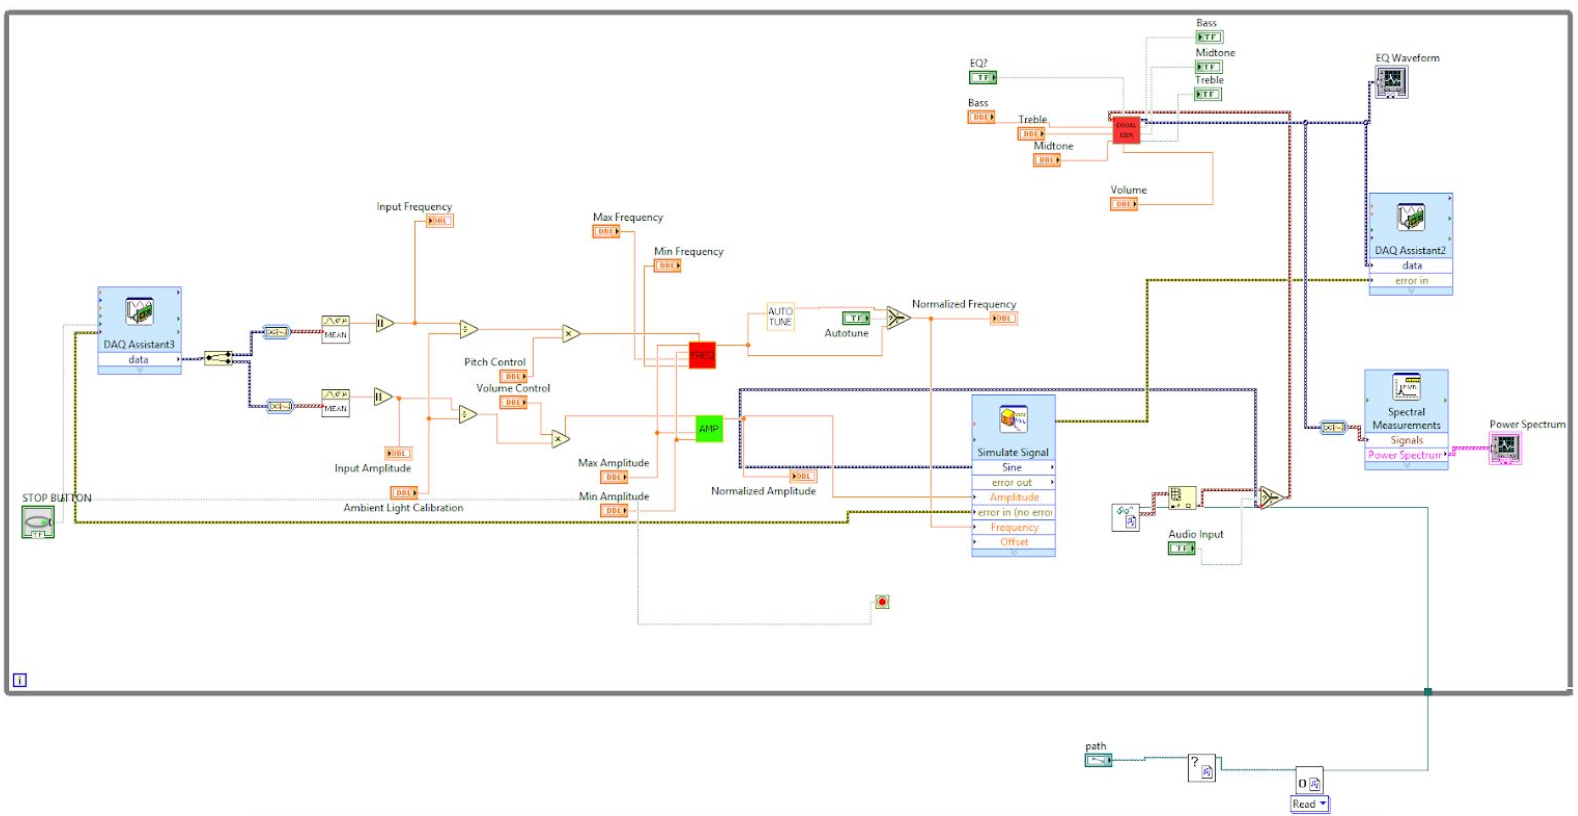 Bass
TF
Midtone
TF
Treble
TF
EQ?
TF
EQ Waveform
Bass
DBL
Treble
DBL
Midtone
DBL
EQUAL
Volume
DBL
DAQ Assistant2
data
error in
Input Frequency
DBL
Max Frequency
DBL
Min Frequency
DBL
DAQ Assistant3
data
MEAN
AUTO
TUNE
TF
Autotune
Normalized Frequency
DBL
FREQ
Pitch Control
DBL
Volume Control
DBL
MEAN
AMP
Input Amplitude
DBL
Max Amplitude
DBL
Min Amplitude
DBL
Normalized Amplitude
DBL
DBL
Ambient Light Calibration
STOP BUTTON
TF
Simulate Signal
Sine
error out
Amplitude
error in (no error
Frequency
Offset
Spectral
Measurements
Signals
Power Spectrum
Power Spectrum
Audio Input
TF
i
path
?
Read